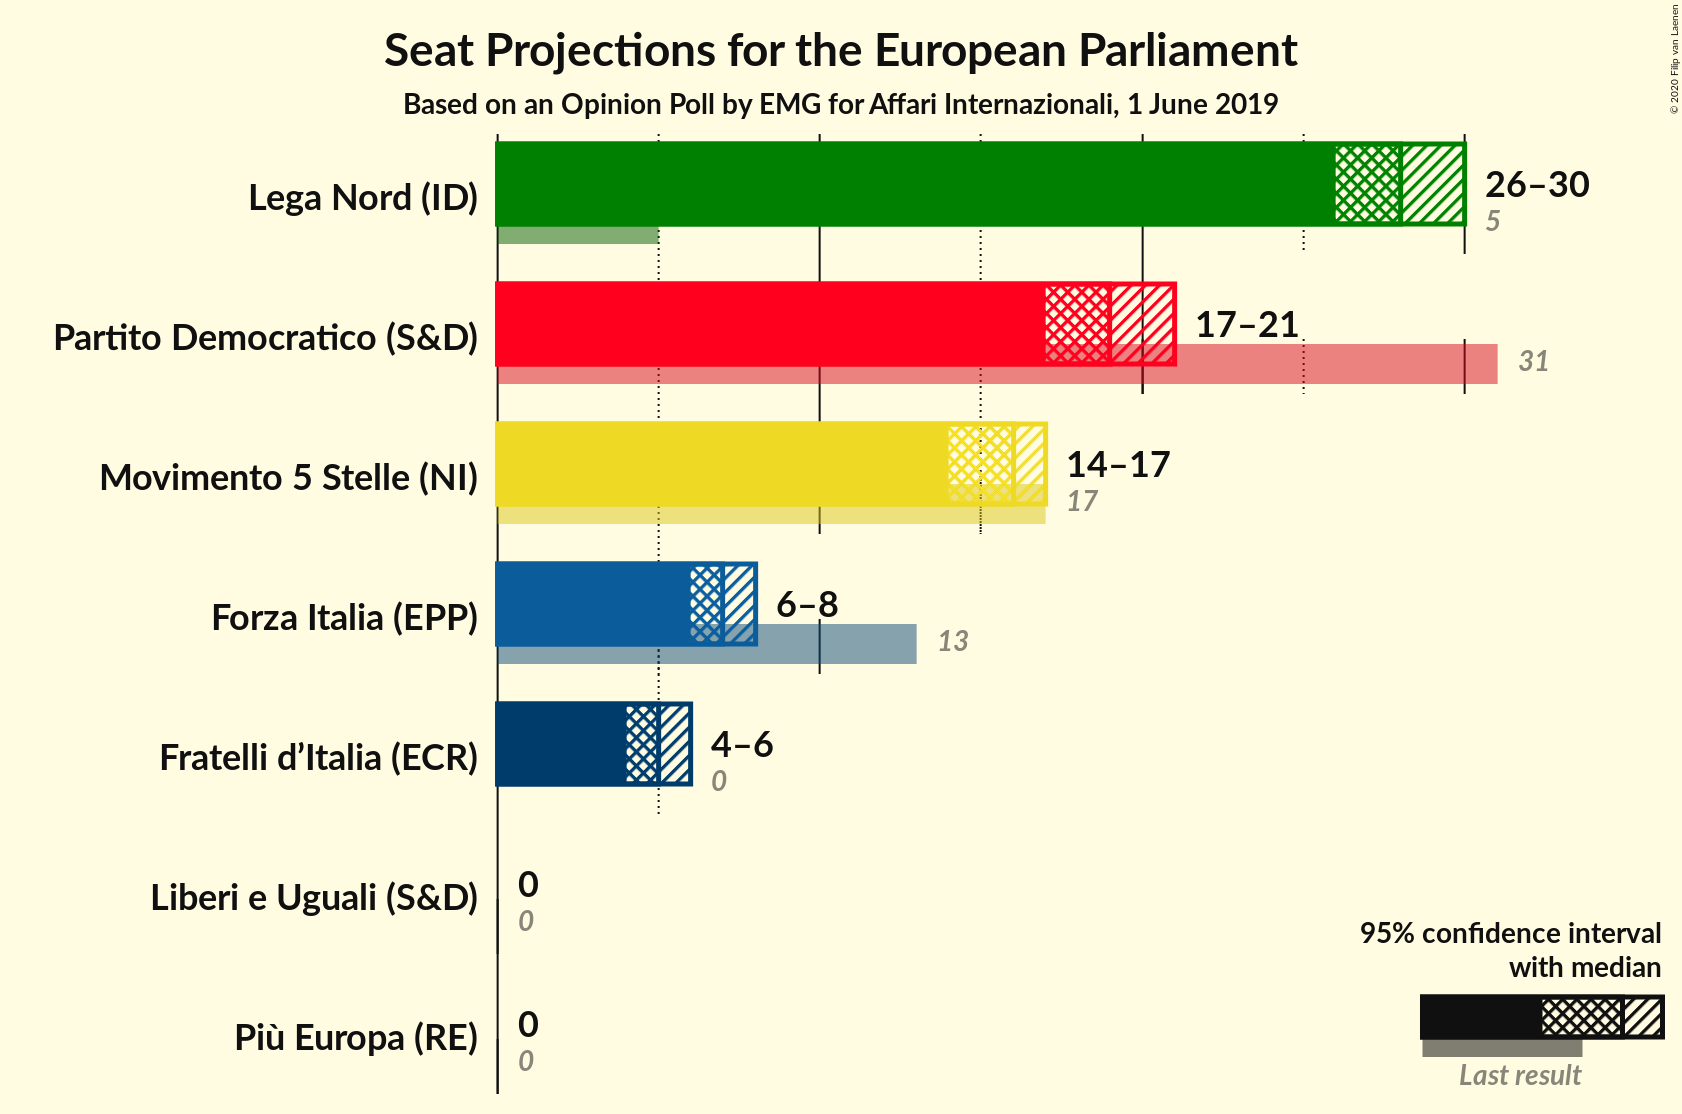 Seat Projections for the European Parliament
Based on an Opinion Poll by EMG for Affari Internazionali, 1 June 2019
© 2020 Filip van Laenen
Lega Nord (ID)
26–30
5
Partito Democratico (S&D)
17–21
31
Movimento 5 Stelle (NI)
14–17
17
Forza Italia (EPP)
6–8
13
Fratelli d’Italia (ECR)
4–6
0
Liberi e Uguali (S&D)
0
0
Più Europa (RE)
0
0
95% confidence interval
with median
Last result